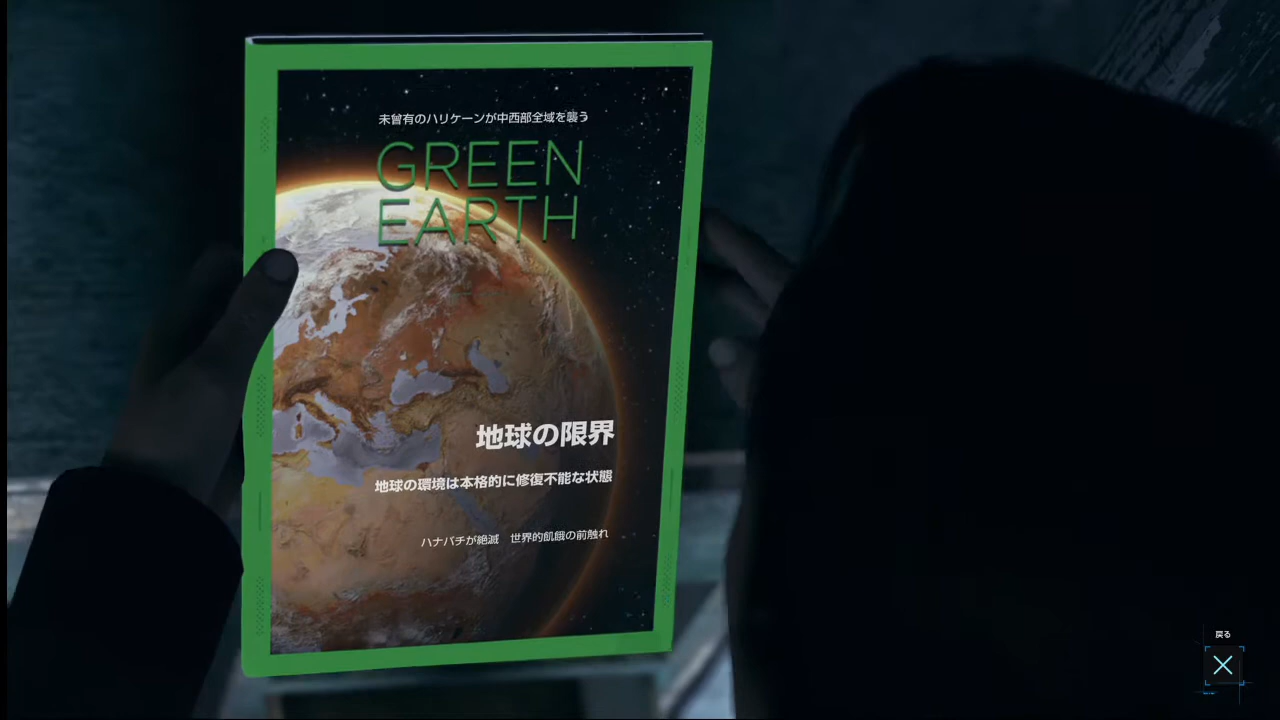 未曾有のハリケーンが中西部全域を襲う
GREEN
EARTH
地球の限界
地球の環境は本格的に修復不能な状態
ハナバチが絶滅　世界的飢餓の前触れ
戻る